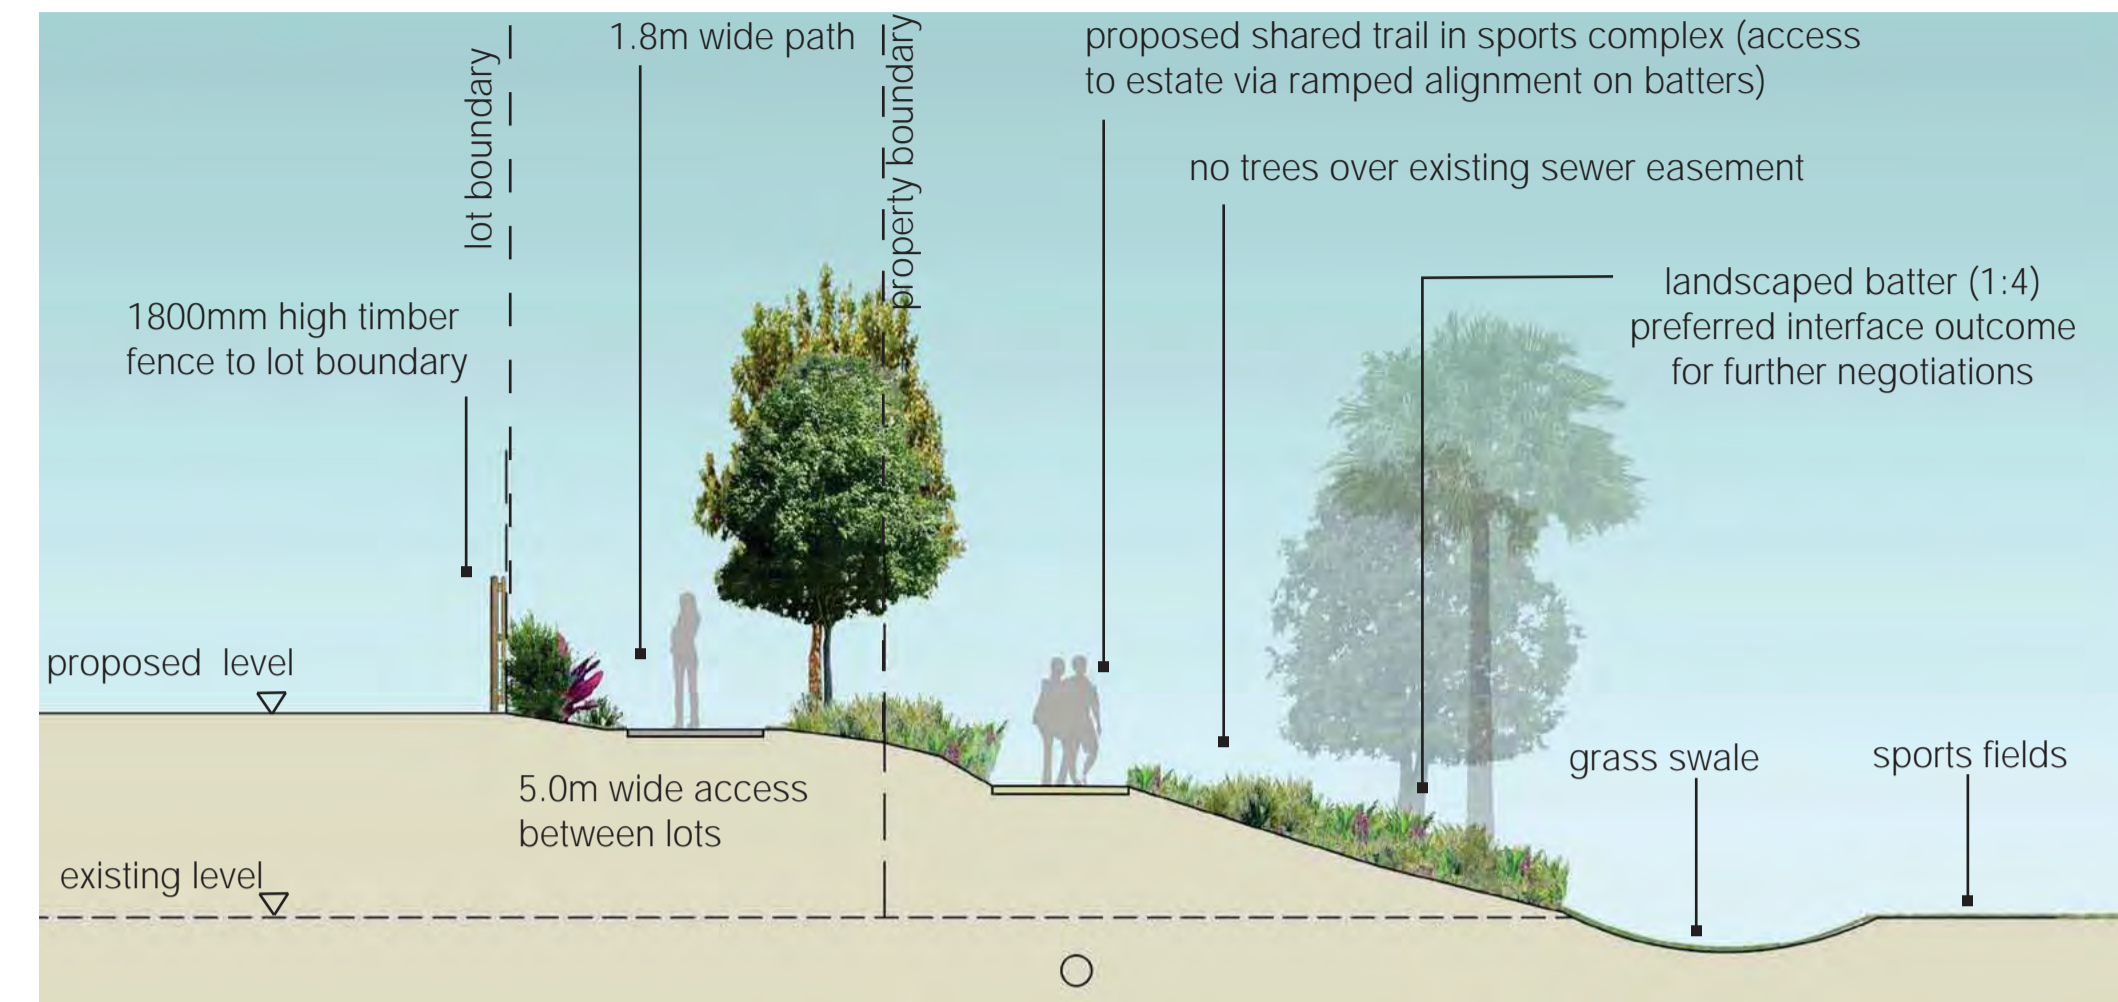 lot boundary
1.8m wide path
property boundary
proposed shared trail in sports complex (access
to estate via ramped alignment on batters)
no trees over existing sewer easement
landscaped batter (1:4)
preferred interface outcome
for further negotiations
1800mm high timber
fence to lot boundary
proposed level
grass swale
sports fields
5.0m wide access
between lots
existing level